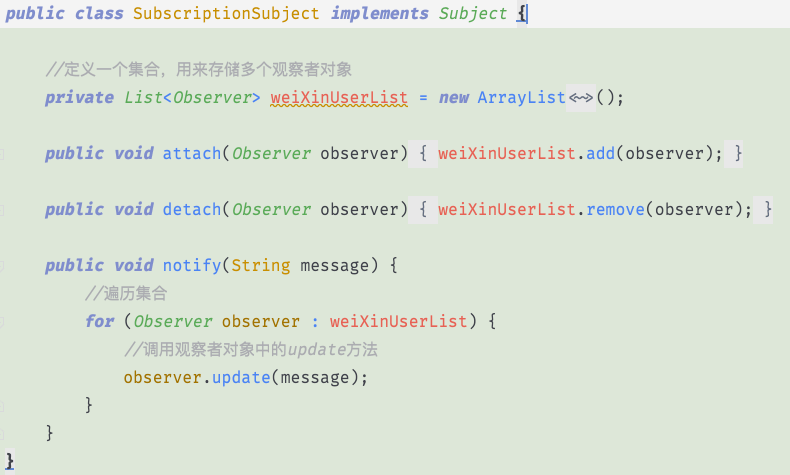 public class SubscriptionSubject implements Subject {
//定义一个集合，用来存储多个观察者对象
private List<Observer> weiXinUserList = new ArrayList<~>();
public void attach(Observer observer) { weiXinUserList.add(observer); }
public void detach(Observer observer) { weiXinUserList.remove(observer); }
public void notify(String message) {
//遍历集合
for (Observer observer : weiXinUserList) {
//调用观察者对象中的update方法
observer.update(message);
}
}
}